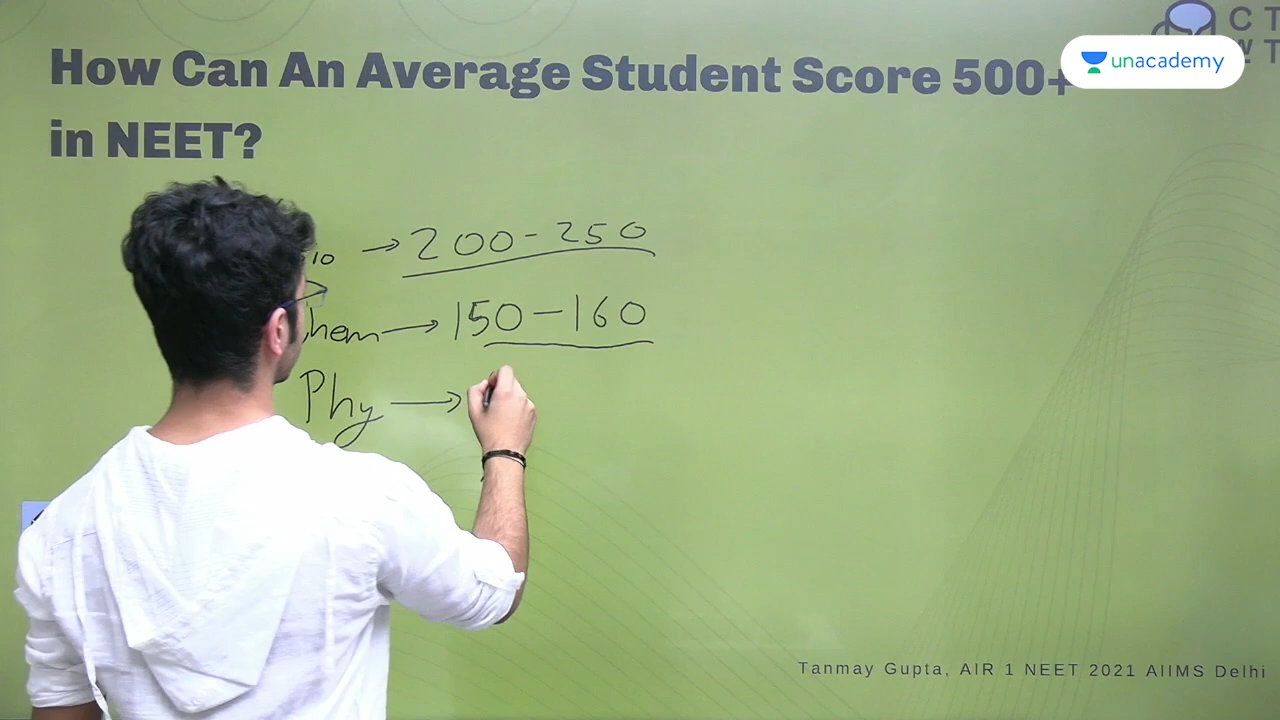 How Can An Average Student Score 500+
in NEET?
unacademy
→ 200-250
→ 150-160
Phy →
Tanmay Gupta, AIR 1 NEET 2021 AIIMS Delhi